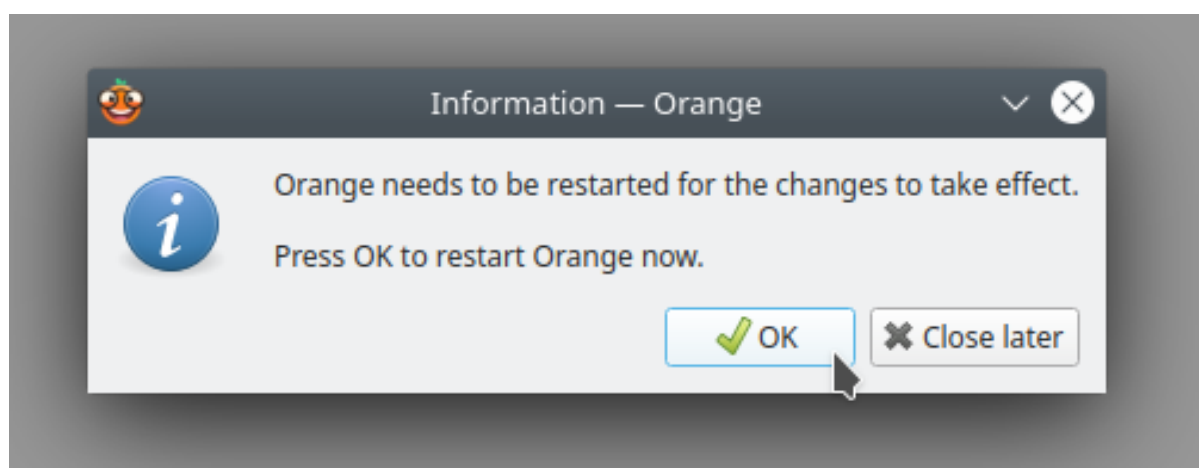 Information — Orange
Orange needs to be restarted for the changes to take effect.
Press OK to restart Orange now.
OK
Close later